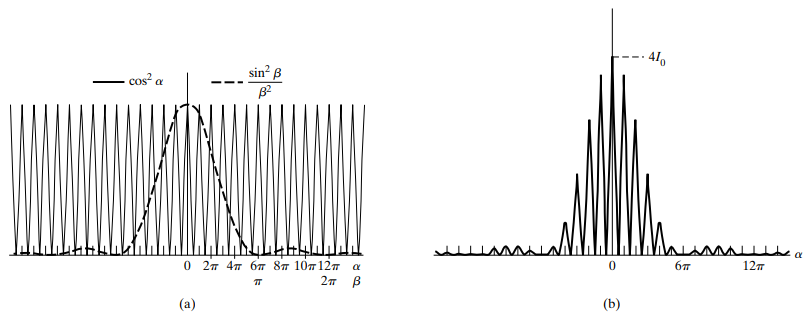 cos² α
sin² β
β²
4I₀
0 2π 4π 6π 8π 10π 12π α
π 2π β
0 6π 12π α
(a)
(b)